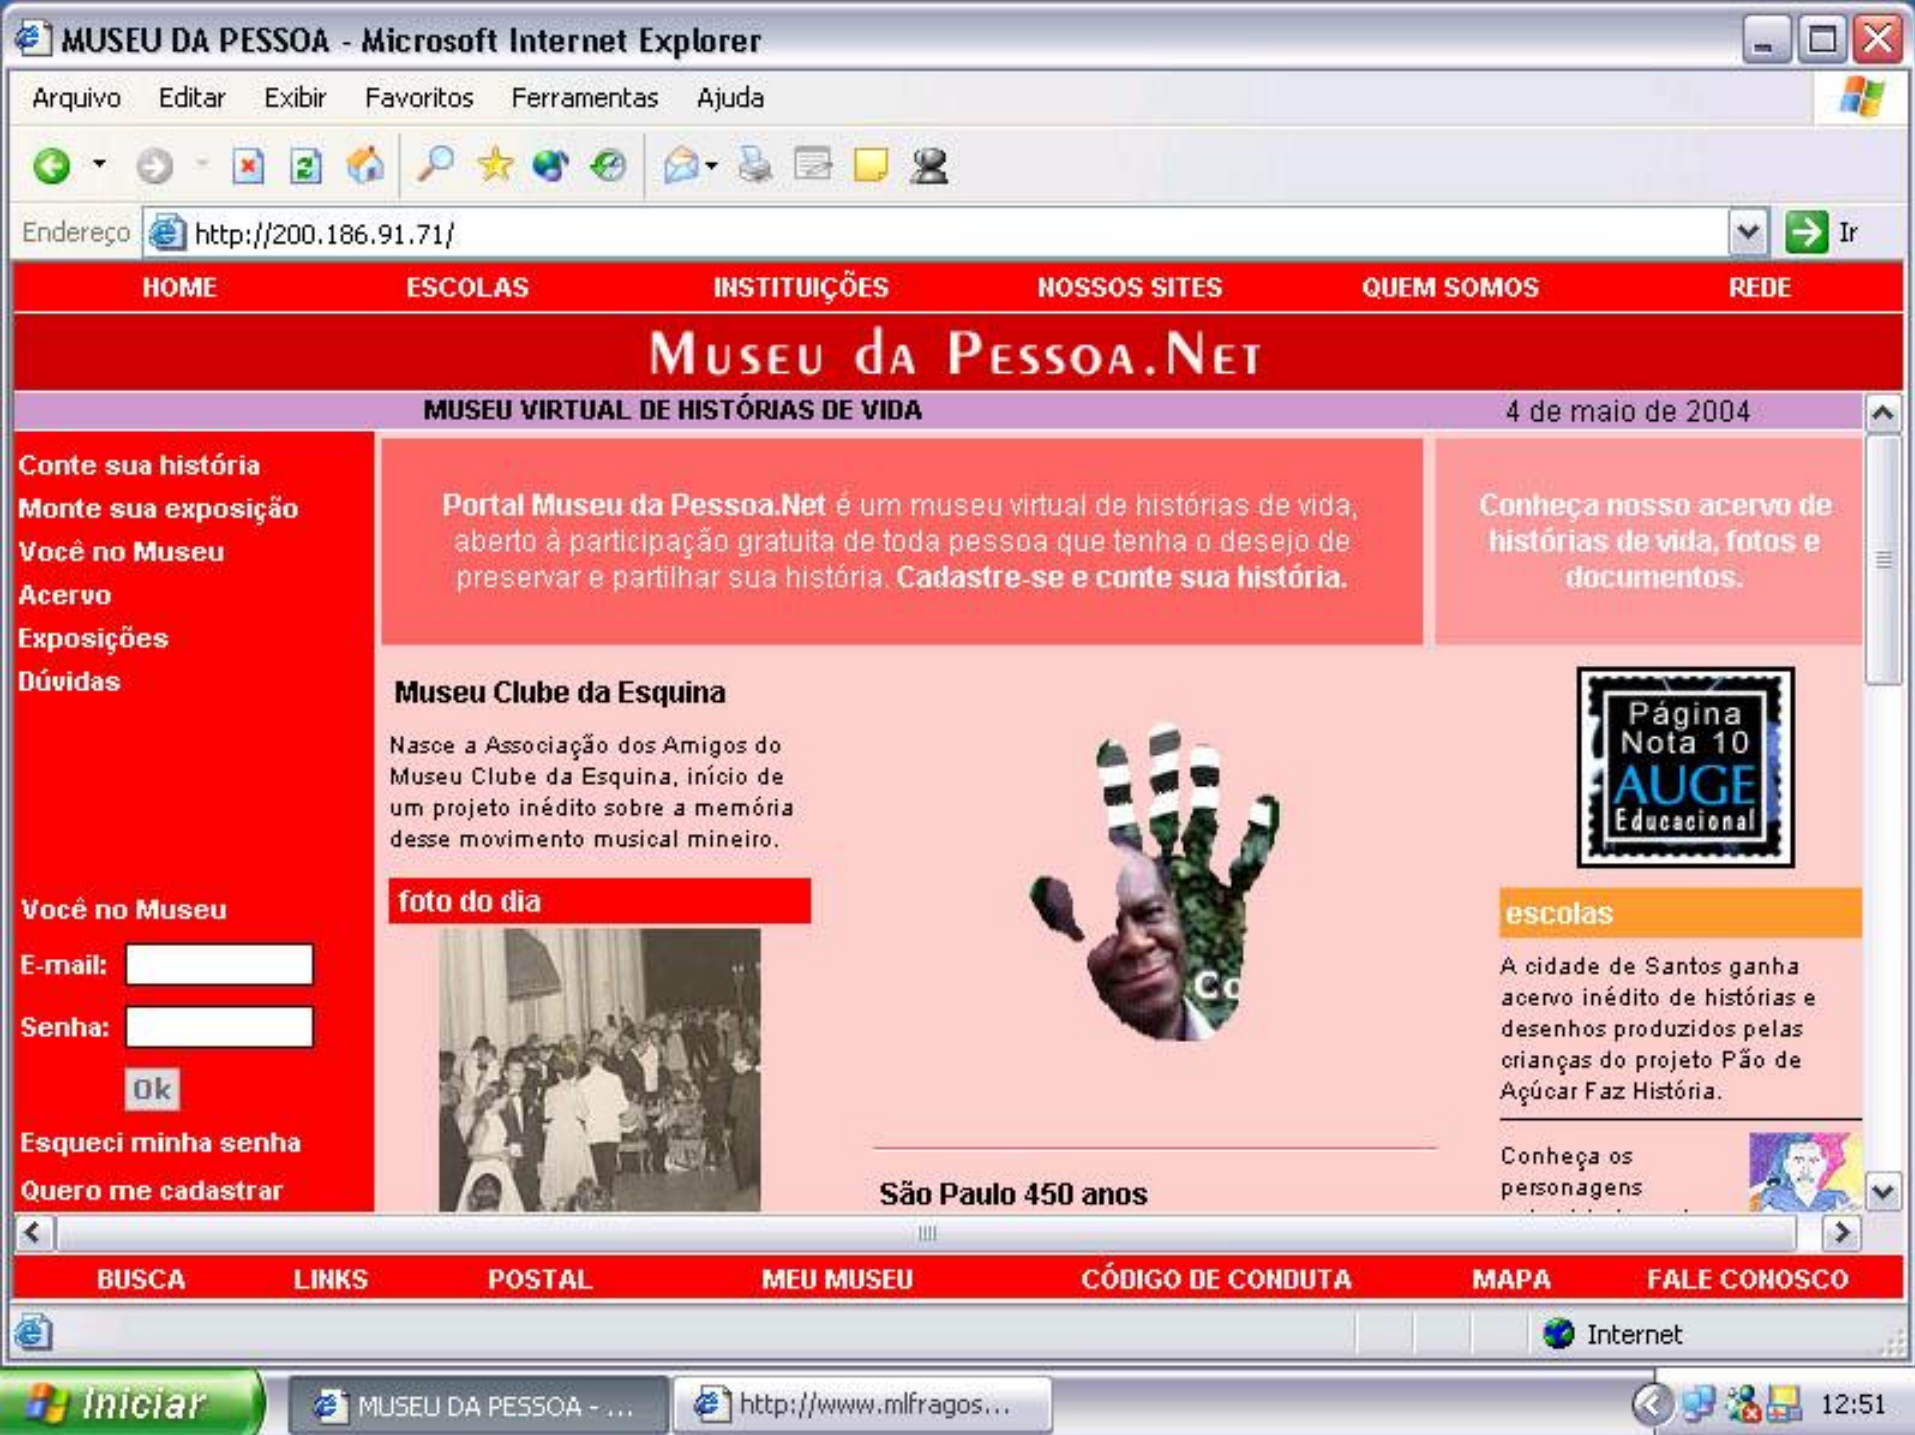 MUSEU DA PESSOA - Microsoft Internet Explorer
Arquivo Editar Exibir Favoritos Ferramentas Ajuda
Endereço http://200.186.91.71/ Ir
HOME ESCOLAS INSTITUIÇÕES NOSSOS SITES QUEM SOMOS REDE
MUSEU dA PESSOA.NET
MUSEU VIRTUAL DE HISTÓRIAS DE VIDA 4 de maio de 2004
Conte sua história
Monte sua exposição
Você no Museu
Acervo
Exposições
Dúvidas
Você no Museu
E-mail:
Senha:
Ok
Esqueci minha senha
Quero me cadastrar
Portal Museu da Pessoa.Net é um museu virtual de histórias de vida,
aberto à participação gratuita de toda pessoa que tenha o desejo de
preservar e partilhar sua história. Cadastre-se e conte sua história.
Conheça nosso acervo de
histórias de vida, fotos e
documentos.
Museu Clube da Esquina
Nasce a Associação dos Amigos do
Museu Clube da Esquina, início de
um projeto inédito sobre a memória
desse movimento musical mineiro.
foto do dia
Co
São Paulo 450 anos
Página
Nota 10
AUGE
Educacional
escolas
A cidade de Santos ganha
acervo inédito de histórias e
desenhos produzidos pelas
crianças do projeto Pão de
Açúcar Faz História.
Conheça os
personagens
BUSCA LINKS POSTAL MEU MUSEU CÓDIGO DE CONDUTA MAPA FALE CONOSCO
Internet
Iniciar MUSEU DA PESSOA - ... http://www.mlfragos... 12:51